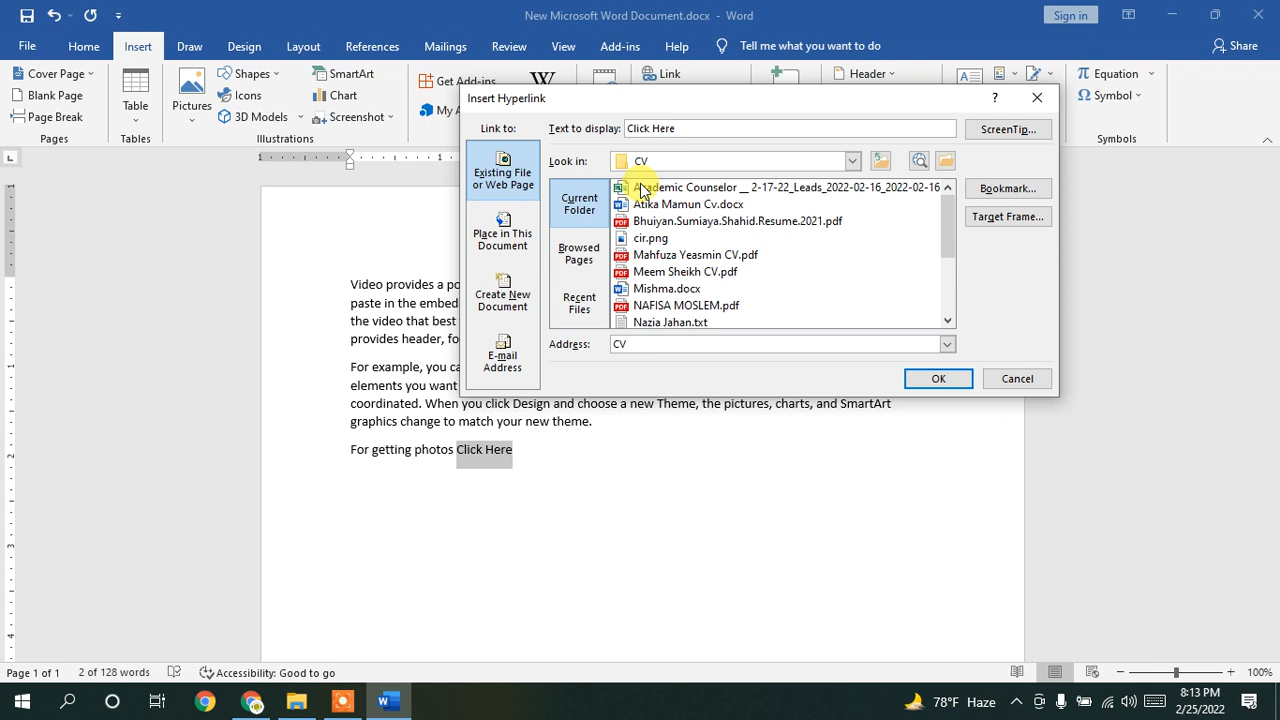 New Microsoft Word Document.docx - Word
Sign in
File Home Insert Draw Design Layout References Mailings Review View Add-ins Help Tell me what you want to do Share
Cover Page
Blank Page
Page Break
Pages
Table
Tables
Pictures
Shapes
Icons
3D Models
SmartArt
Chart
Screenshot
Illustrations
Get Add-ins
My A
W
Link
Header
Equation
Symbol
Symbols
Insert Hyperlink
?
Link to:
Text to display: Click Here
ScreenTip...
Existing File or Web Page
Look in: CV
Current Folder
Academic Counselor __ 2-17-22_Leads_2022-02-16_2022-02-16
Atika Mamun Cv.docx
Bhuiyan.Sumiaya.Shahid.Resume.2021.pdf
cir.png
Mahfuza Yeasmin CV.pdf
Meem Sheikh CV.pdf
Mishma.docx
NAFISA MOSLEM.pdf
Nazia Jahan.txt
Bookmark...
Target Frame...
Place in This Document
Browsed Pages
Create New Document
Recent Files
E-mail Address
Address: CV
OK Cancel
Video provides a po
paste in the embed
the video that best
provides header, fo
For example, you ca
elements you want
coordinated. When you click Design and choose a new Theme, the pictures, charts, and SmartArt
graphics change to match your new theme.
For getting photos Click Here
Page 1 of 1 2 of 128 words Accessibility: Good to go 100%
78°F Haze
8:13 PM
2/25/2022